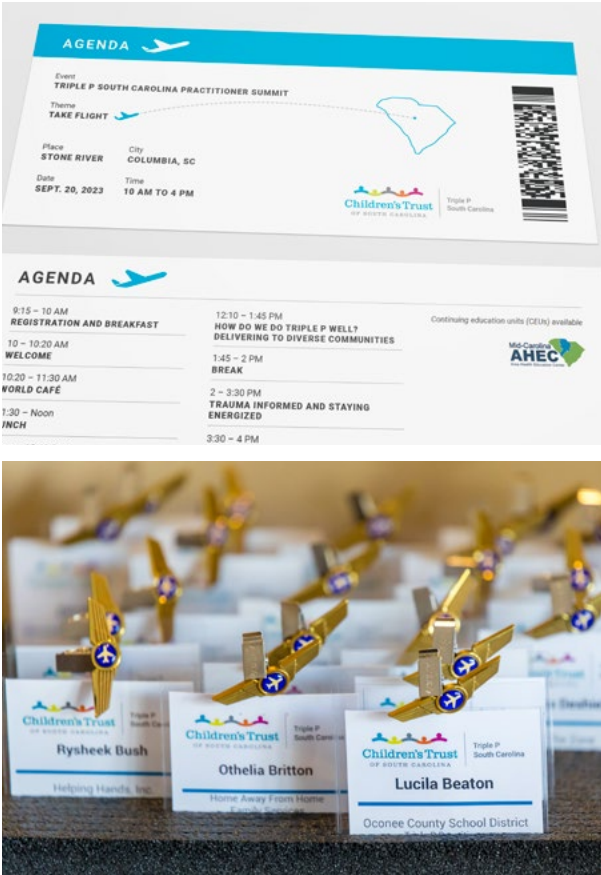 AGENDA
Event
TRIPLE P SOUTH CAROLINA PRACTITIONER SUMMIT
Theme
TAKE FLIGHT
Place
STONE RIVER
City
COLUMBIA, SC
Date
SEPT. 20, 2023
Time
10 AM TO 4 PM
Children's Trust
OF SOUTH CAROLINA
Triple P
South Carolina
AGENDA
9:15 – 10 AM
REGISTRATION AND BREAKFAST
10 – 10:20 AM
WELCOME
10:20 – 11:30 AM
WORLD CAFÉ
1:30 – Noon
UNCH
12:10 – 1:45 PM
HOW DO WE DO TRIPLE P WELL?
DELIVERING TO DIVERSE COMMUNITIES
1:45 – 2 PM
BREAK
2 – 3:30 PM
TRAUMA INFORMED AND STAYING
ENERGIZED
3:30 – 4 PM
Continuing education units (CEUs) available
Mid-Carolina
AHEC
Area Health Education Center
Children's Trust
OF SOUTH CAROLINA
Triple P
South
Rysheek Bush
Helping Hands, Inc.
Children's Trust
OF SOUTH CAROLINA
Triple P
South Carol
Othelia Britton
Home Away From Home
Family Services
Children's Trust
OF SOUTH CAROLINA
Triple P
South Carolina
Lucila Beaton
Oconee County School District